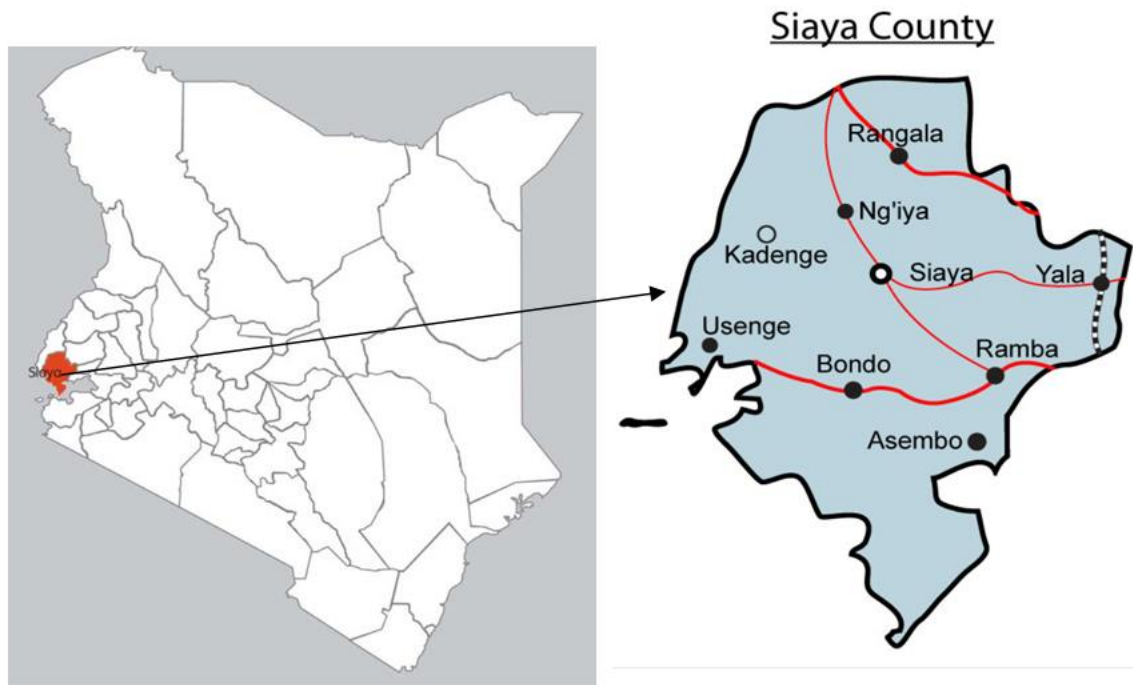 Siaya County
Rangala
Ng'iya
Kadenge
Siaya
Yala
Usenge
Ramba
Bondo
Asembo
Siaya